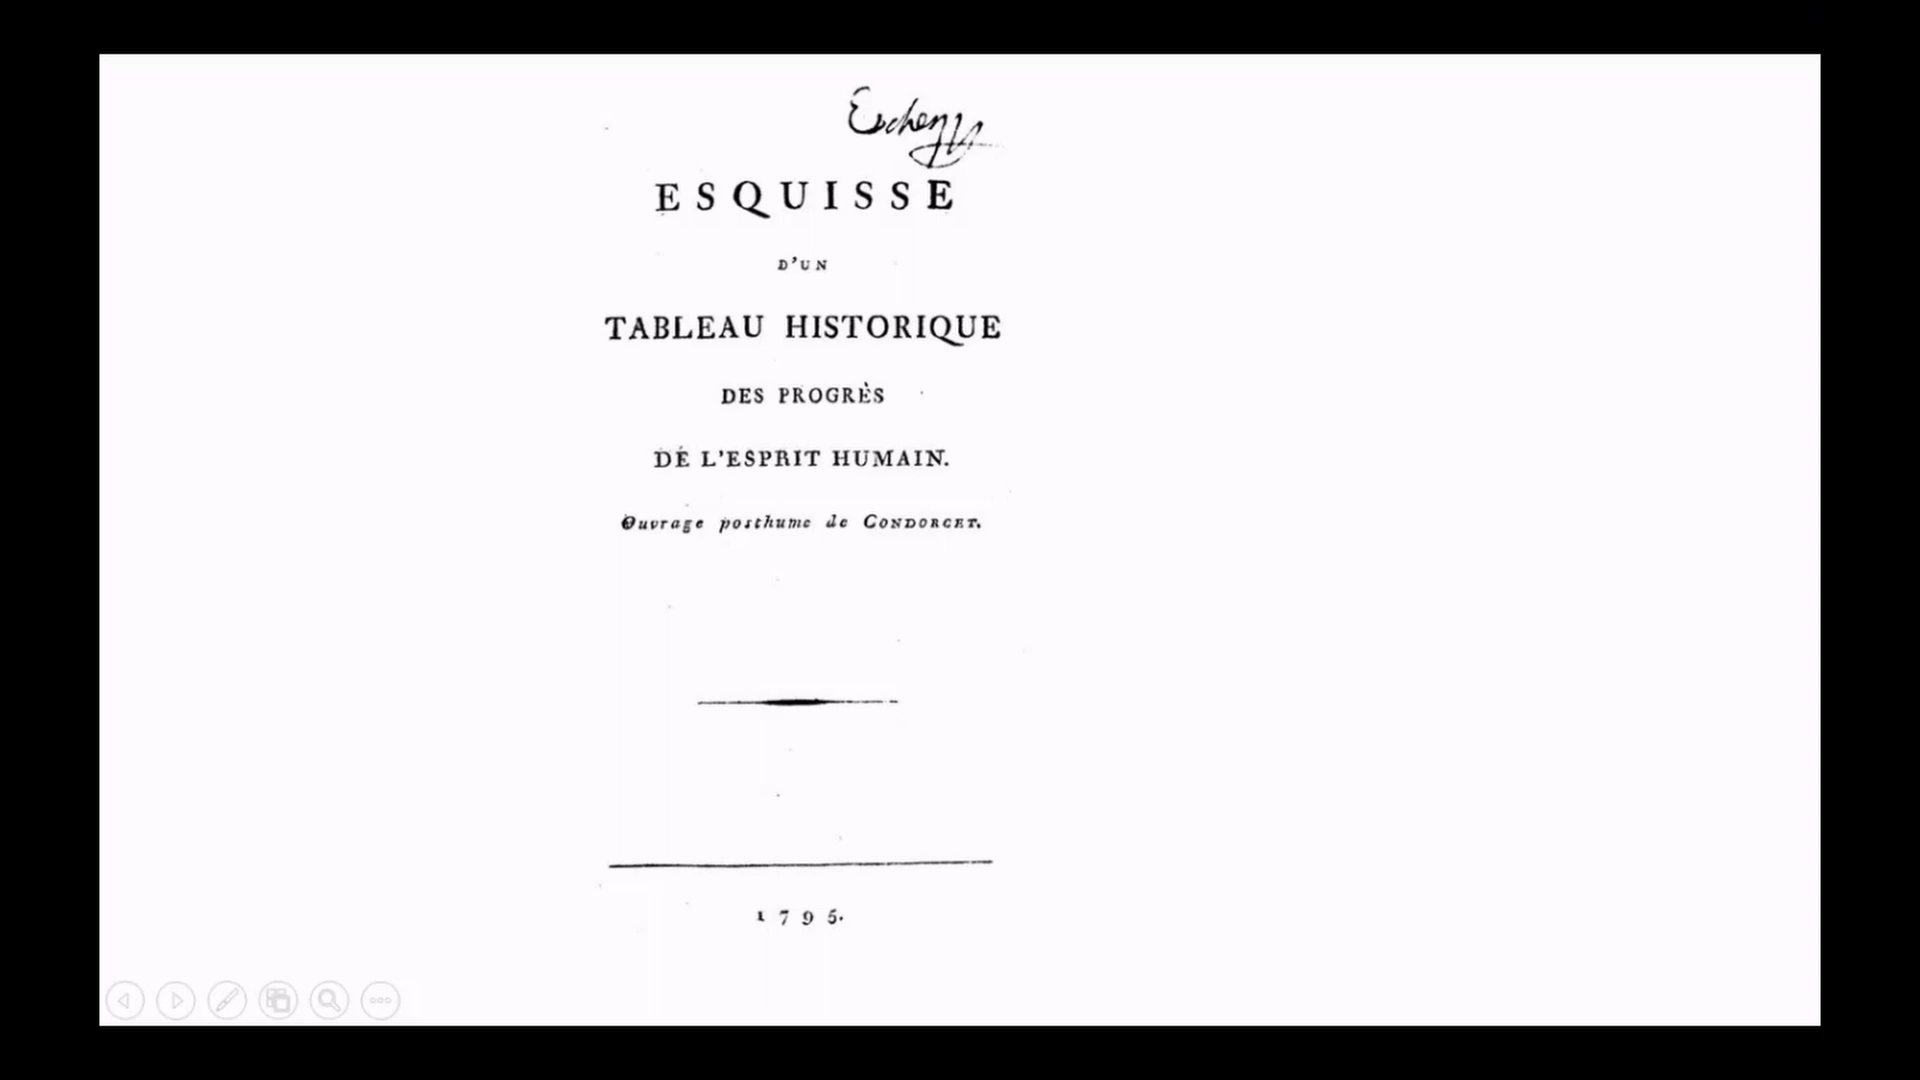 ESQUISSE
D'UN
TABLEAU HISTORIQUE
DES PROGRÈS
DE L'ESPRIT HUMAIN.
Ouvrage posthume de CONDORCET.
1795.